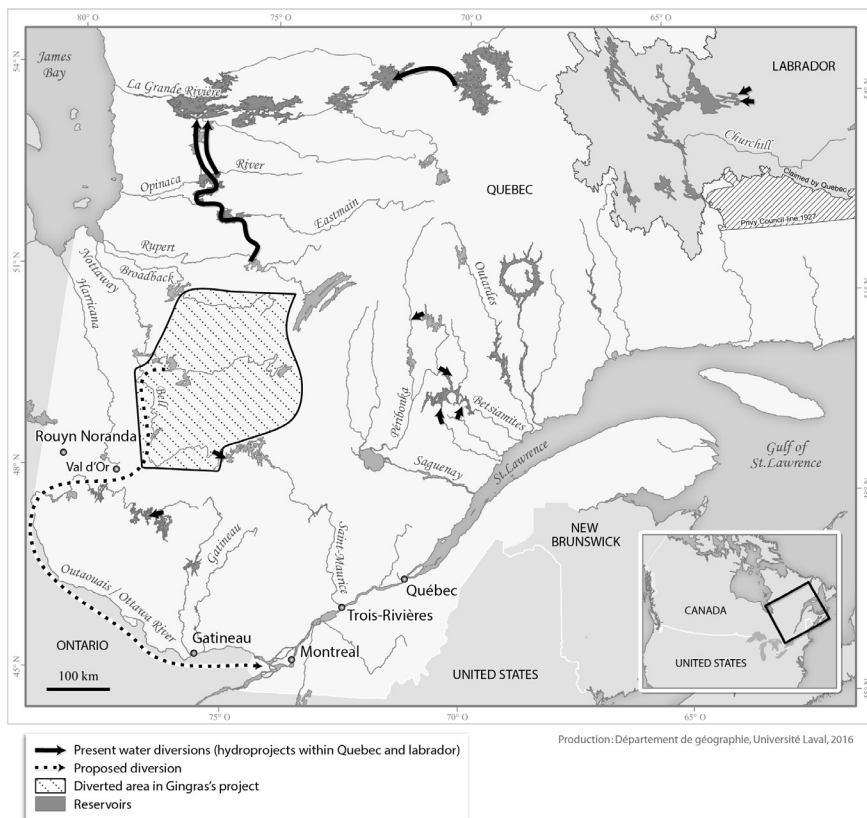 80° O
75° O
70° O
65° O
54° N
James
Bay
LABRADOR
La Grande Rivière
Churchill
Opinaca
River
QUEBEC
Claimed by Quebec
Eastmain
Privy Council line, 1927
Rupert
Outardes
51° N
Nottaway
Broadback
Harricana
Péribonka
Betsiamites
Bell
Rouyn Noranda
Val d'Or
48° N
Saguenay
St.Lawrence
Gulf of
St.Lawrence
Gatineau
Saint-Maurice
NEW
BRUNSWICK
Québec
Outaouais / Ottawa River
Trois-Rivières
CANADA
ONTARIO
Gatineau
Montreal
45° N
UNITED STATES
UNITED STATES
100 km
75° O
70° O
65° O
Present water diversions (hydroprojects within Quebec and labrador)
Production: Département de géographie, Université Laval, 2016
Proposed diversion
Diverted area in Gingras's project
Reservoirs